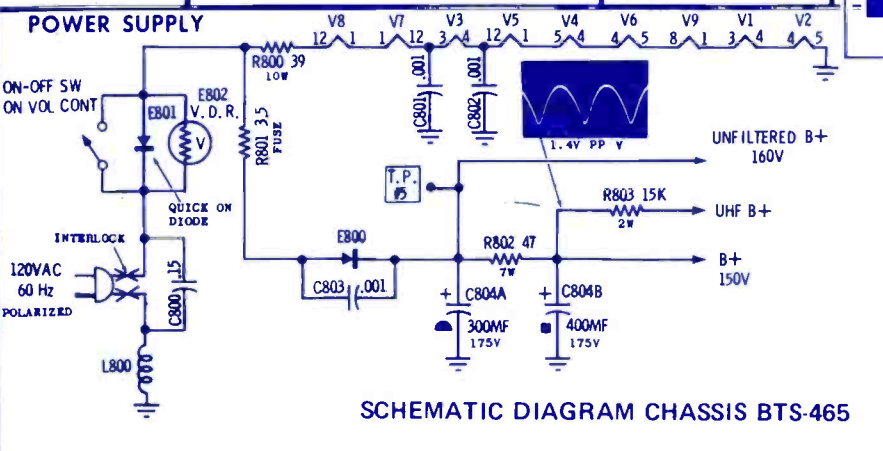 POWER SUPPLY
V8 V7 V3 V5 V4 V6 V9 V1 V2
12 1 1 12 3 4 12 1 5 4 4 5 8 1 3 4 4 5
R800 39
10W
ON-OFF SW
ON VOL CONT
E801
E802
V.D.R.
V
R801 3.5
FUSE
C801 .001
C802 .001
1.4V PP V
UNFILTERED B+
160V
T.P.
QUICK ON
DIODE
R803 15K
2W
UHF B+
INTERLOCK
E800
R802 47
7W
B+
150V
120VAC
60 Hz
POLARIZED
C800 .15
C803 .001
+ C804A
300MF
175V
+ C804B
400MF
175V
L800
SCHEMATIC DIAGRAM CHASSIS BTS-465